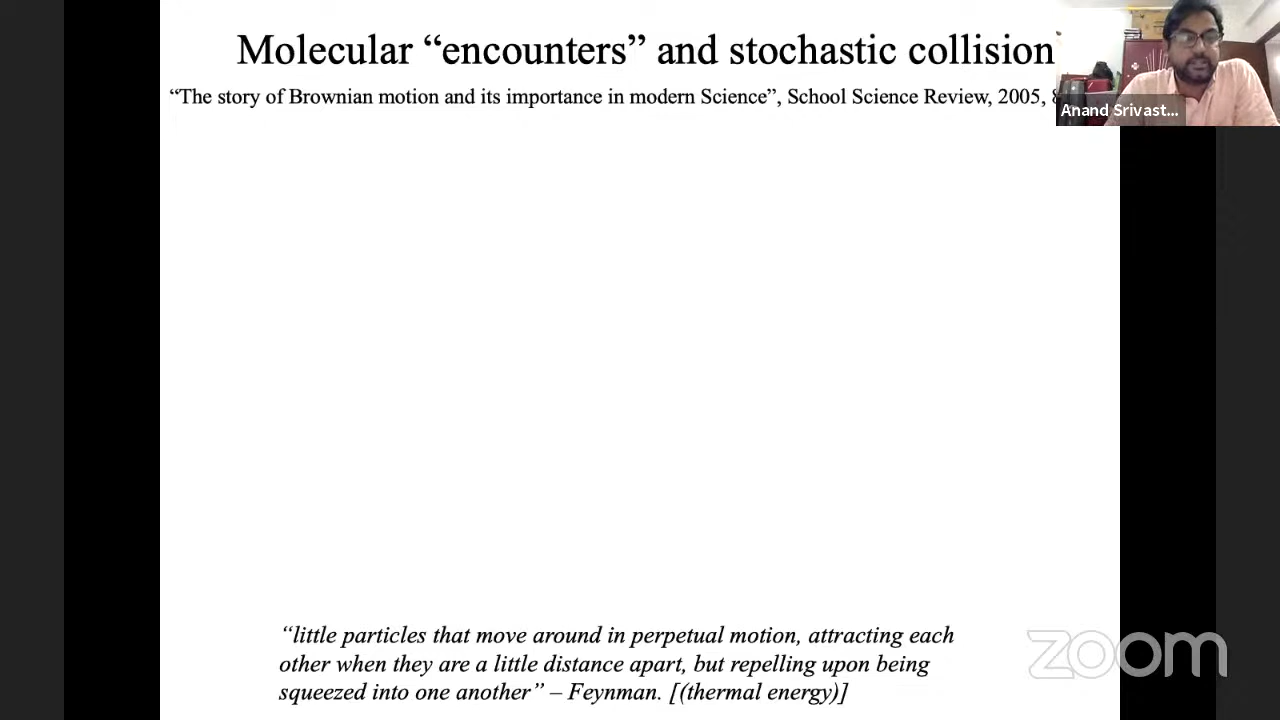 Molecular “encounters” and stochastic collision
“The story of Brownian motion and its importance in modern Science”, School Science Review, 2005,
Anand Srivast...
“little particles that move around in perpetual motion, attracting each
other when they are a little distance apart, but repelling upon being
squeezed into one another” – Feynman. [(thermal energy)]
zoom